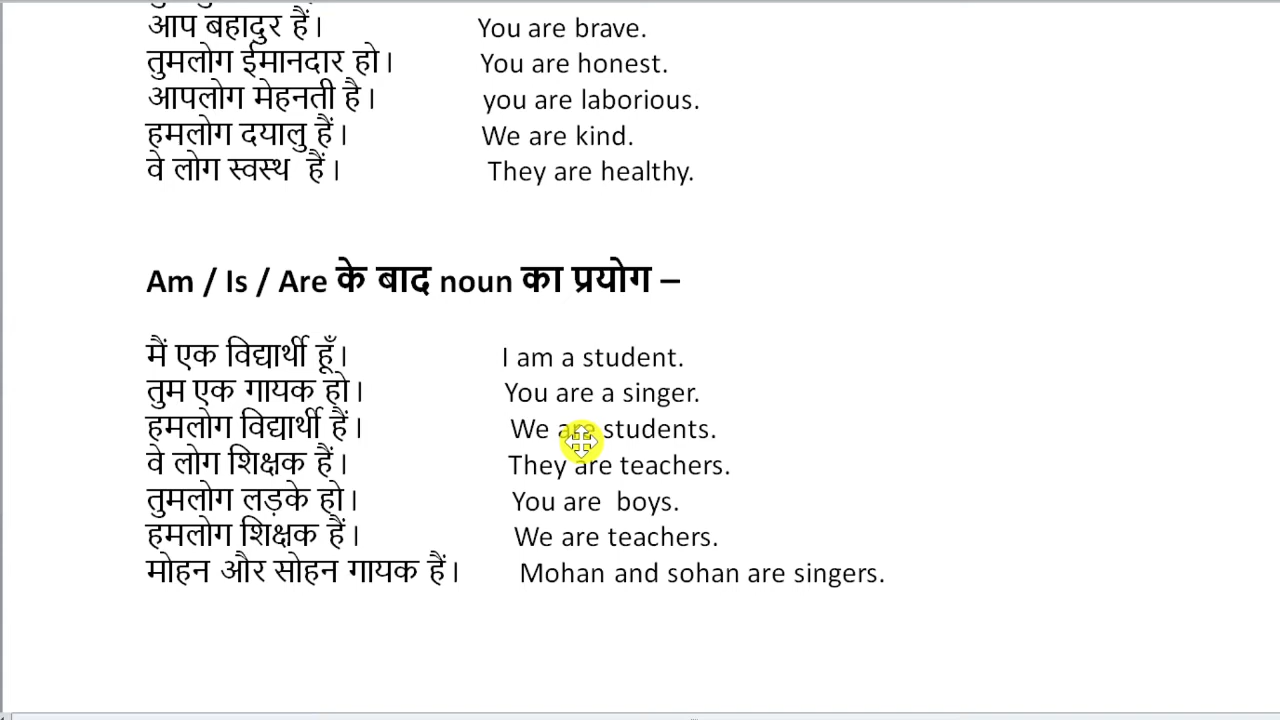 आप बहादुर हैं। You are brave.
तुमलोग ईमानदार हो। You are honest.
आपलोग मेहनती है। you are laborious.
हमलोग दयालु हैं। We are kind.
वे लोग स्वस्थ हैं। They are healthy.
Am / Is / Are के बाद noun का प्रयोग –
मैं एक विद्यार्थी हूँ। I am a student.
तुम एक गायक हो। You are a singer.
हमलोग विद्यार्थी हैं। We are students.
वे लोग शिक्षक हैं। They are teachers.
तुमलोग लड़के हो। You are boys.
हमलोग शिक्षक हैं। We are teachers.
मोहन और सोहन गायक हैं। Mohan and sohan are singers.